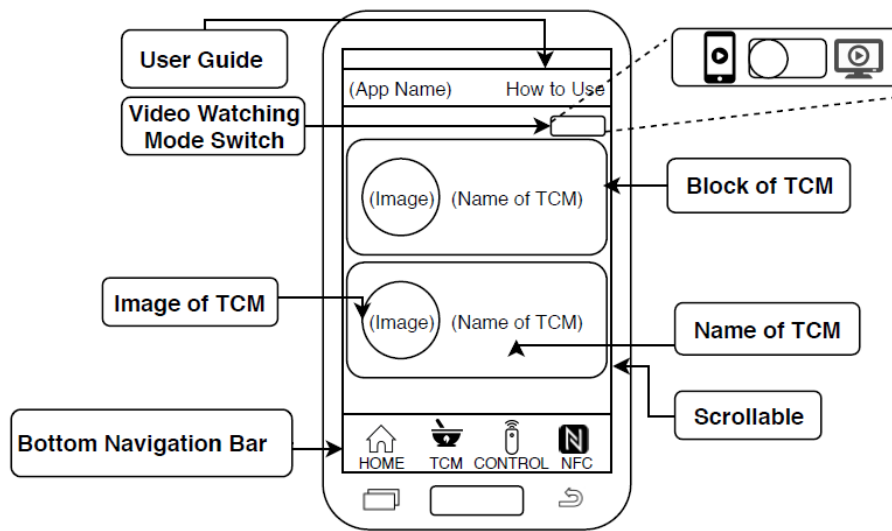 User Guide
(App Name) How to Use
Video Watching
Mode Switch
(Image) (Name of TCM)
Block of TCM
Image of TCM
(Image) (Name of TCM)
Name of TCM
Scrollable
Bottom Navigation Bar
HOME TCM CONTROL NFC